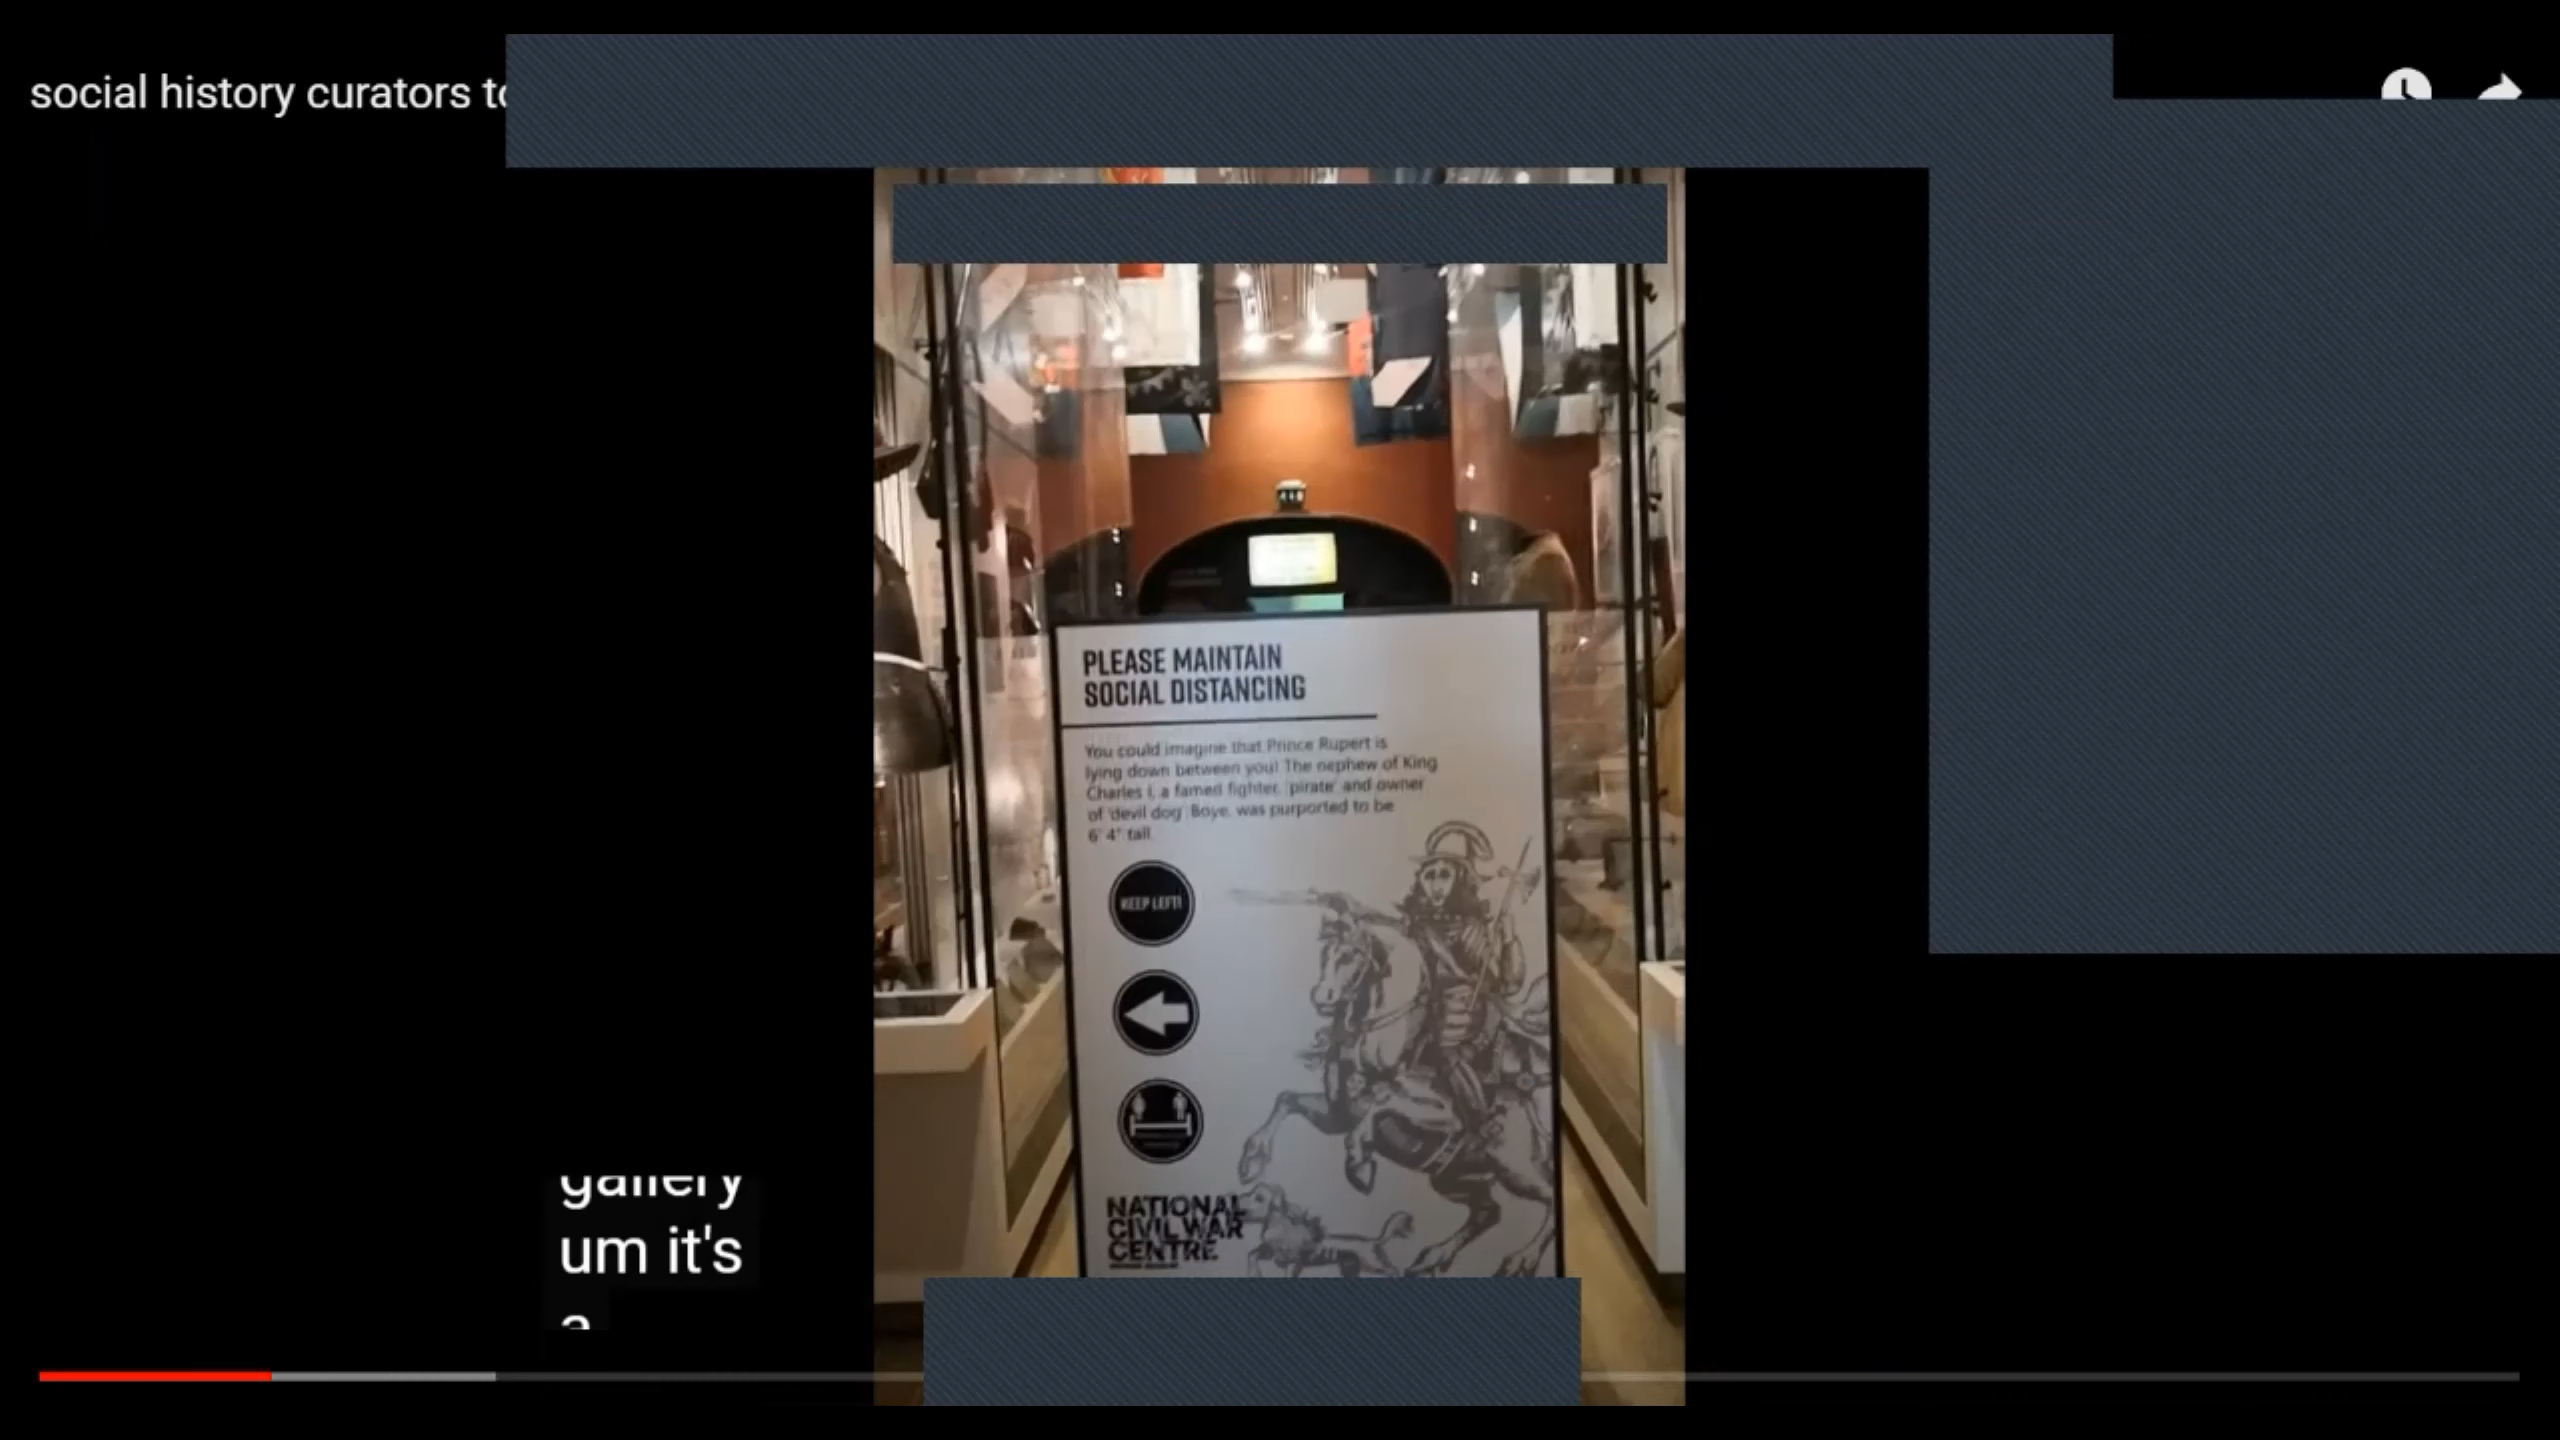 social history curators
PLEASE MAINTAIN
SOCIAL DISTANCING
You could imagine that Prince Rupert is
lying down between you! The nephew of King
Charles I, a famed fighter, 'pirate' and owner
of 'devil dog' Boye, was purported to be
6' 4" tall.
KEEP LEFT!
NATIONAL
CIVIL WAR
CENTRE
gallery
um it's
a